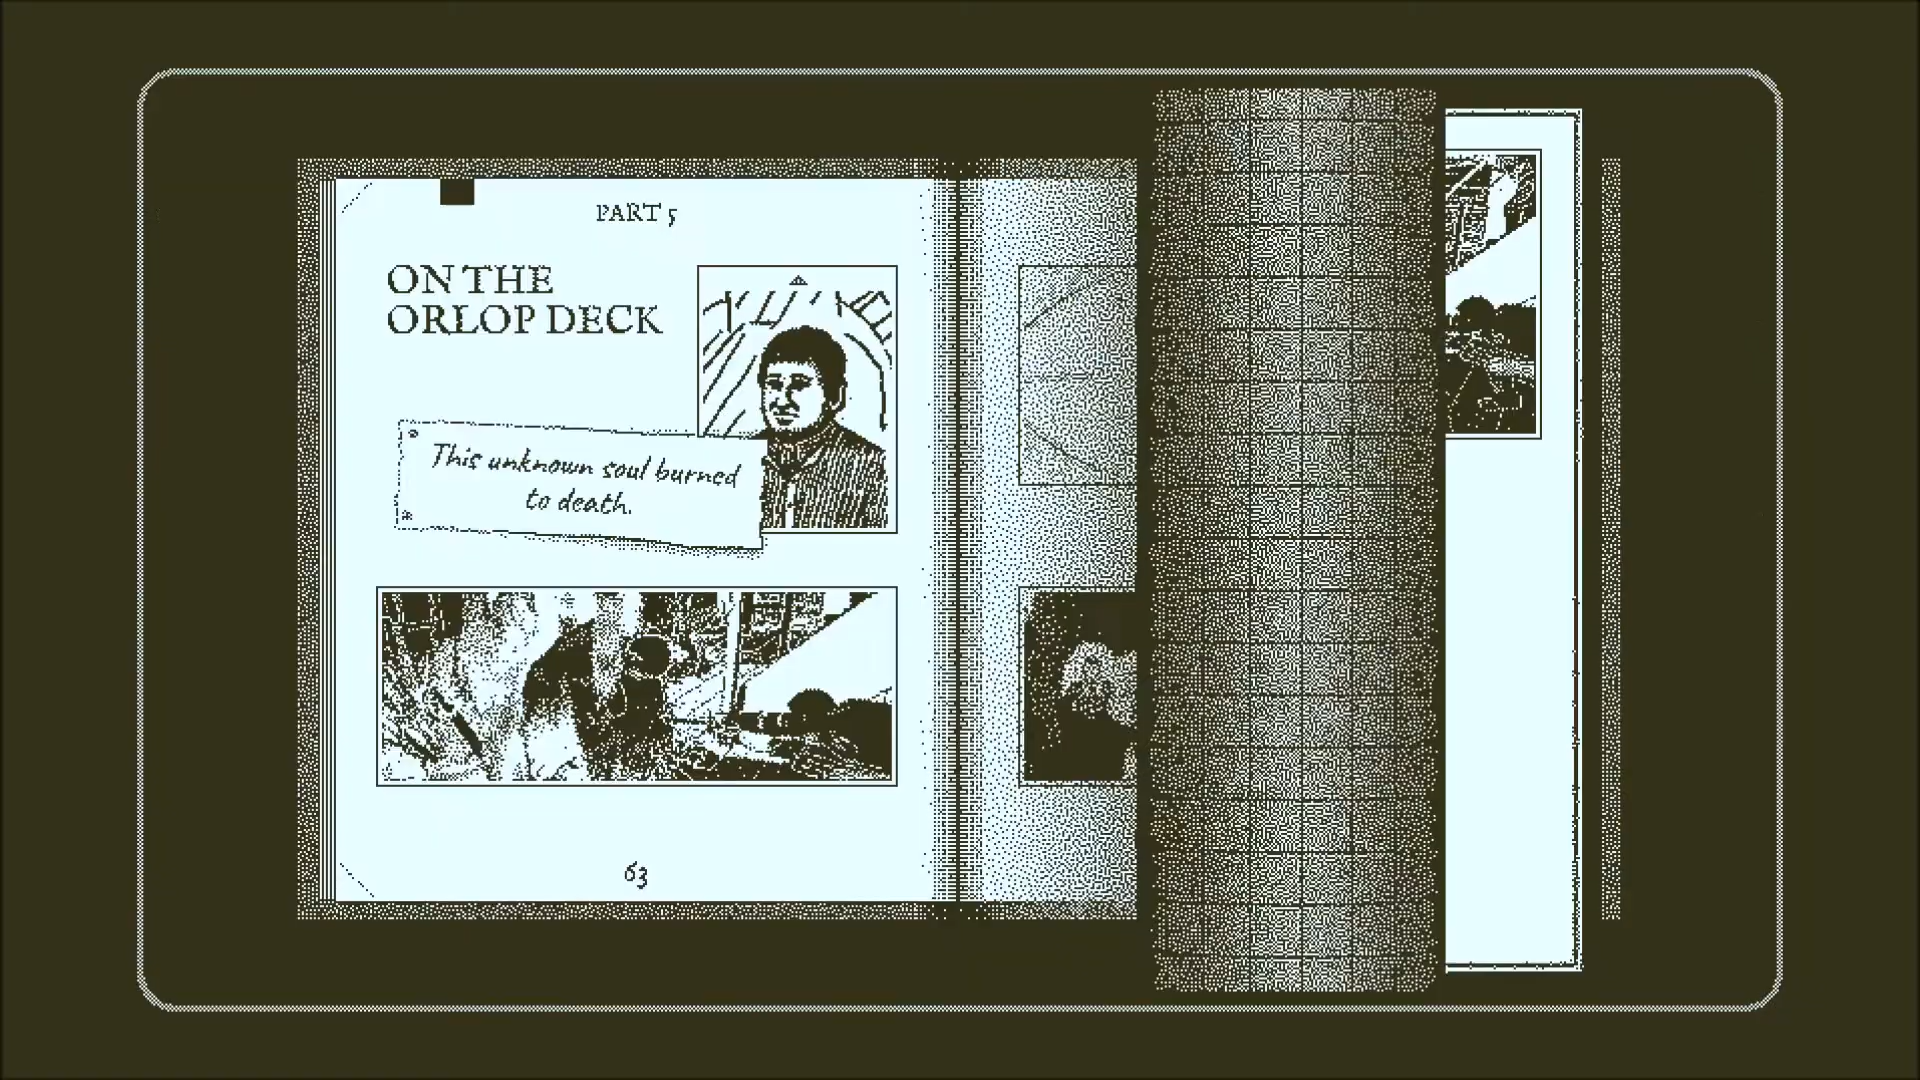 PART 5
ON THE
ORLOP DECK
This unknown soul burned
to death.
63